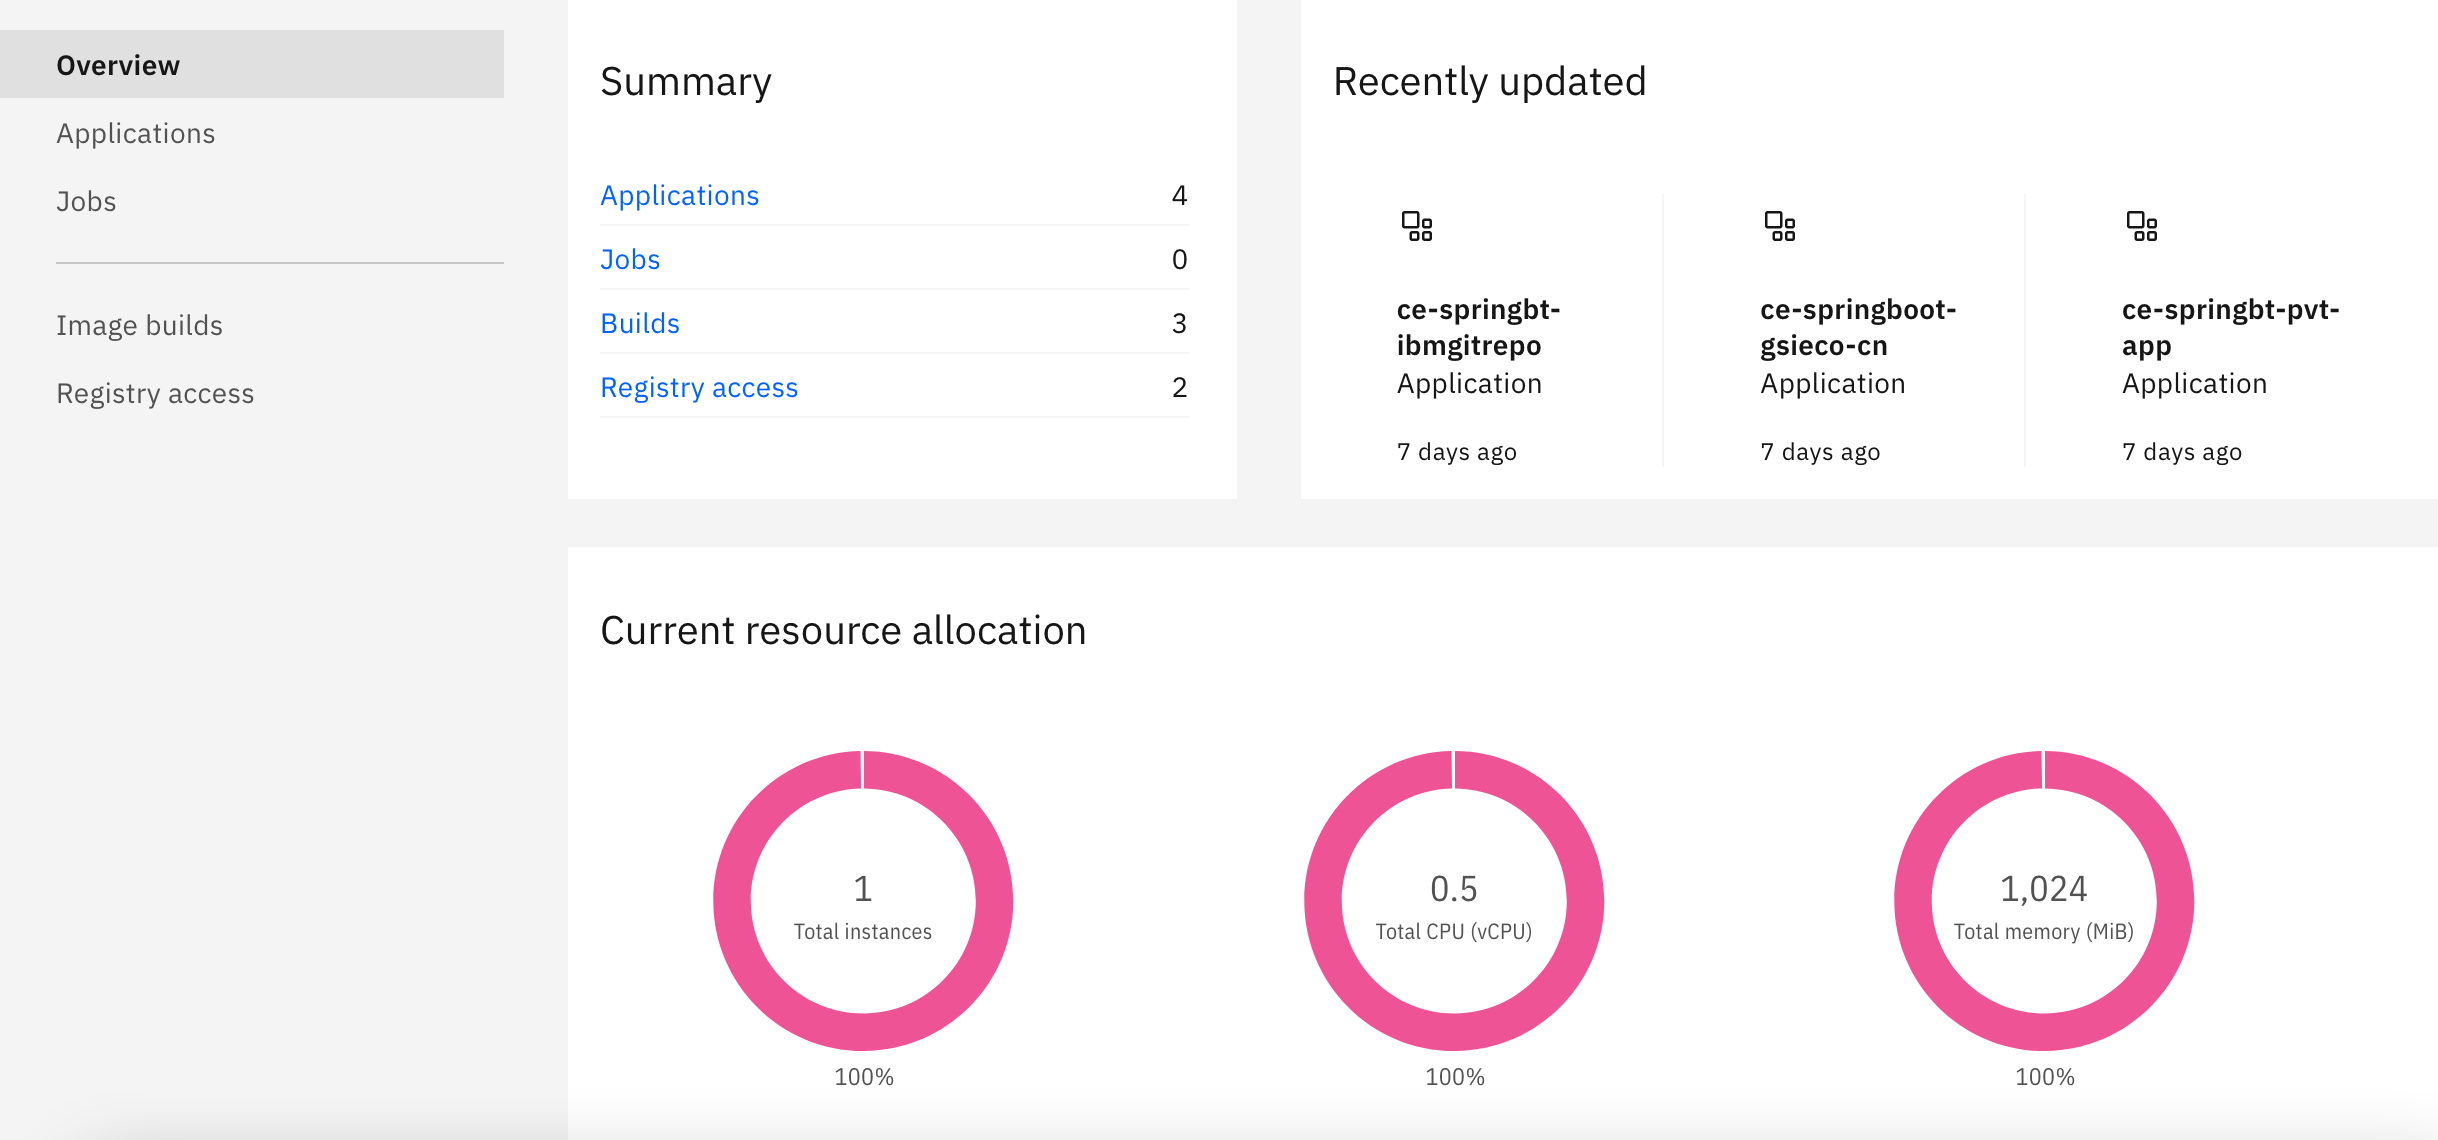 Overview
Applications
Jobs
Image builds
Registry access
Summary
Applications 4
Jobs 0
Builds 3
Registry access 2
Recently updated
ce-springbt-
ibmgitrepo
Application
7 days ago
ce-springboot-
gsieco-cn
Application
7 days ago
ce-springbt-pvt-
app
Application
7 days ago
Current resource allocation
1
Total instances
100%
0.5
Total CPU (vCPU)
100%
1,024
Total memory (MiB)
100%